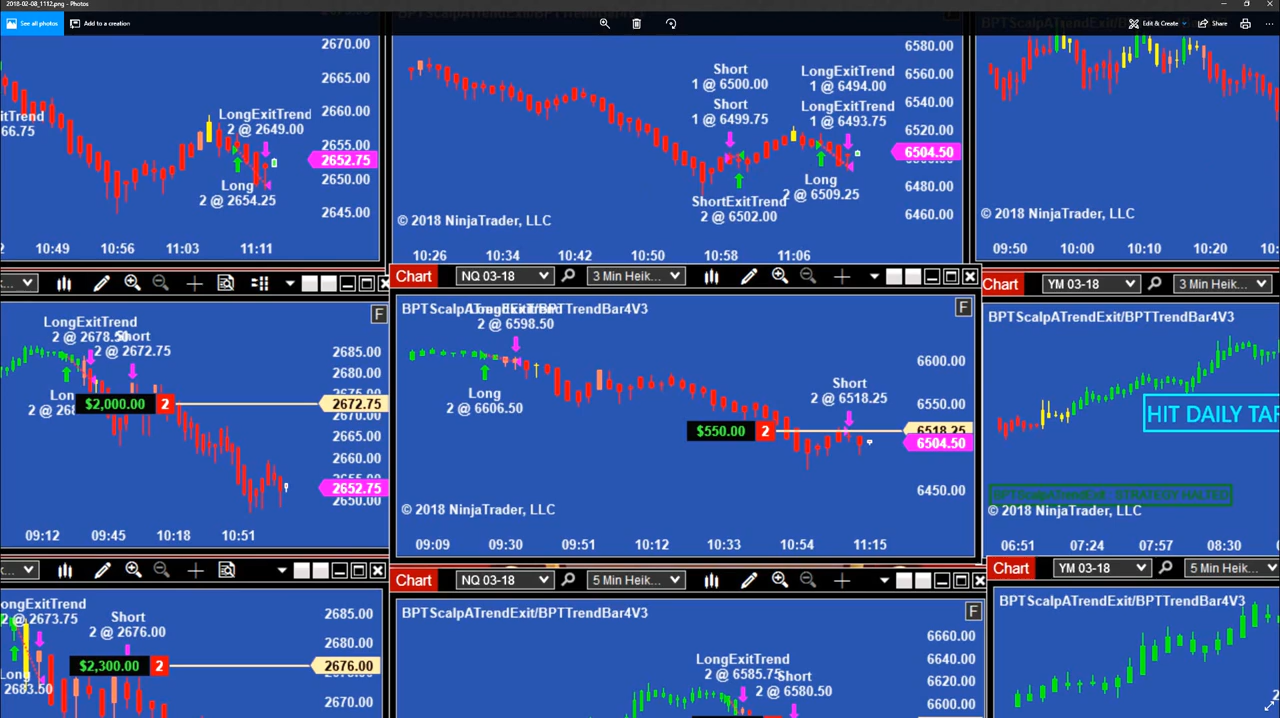 2018-02-08_1112.png - Photos
See all photos
Add to a creation
Edit & Create
Share
2670.00
2665.00
2660.00
2655.00
2652.75
2650.00
2645.00
LongExitTrend
2 @ 2649.00
66.75
Long
2 @ 2654.25
10:49 10:56 11:03 11:11
6580.00
6560.00
6540.00
6520.00
6504.50
6480.00
6460.00
Short
1 @ 6500.00
Short
1 @ 6499.75
LongExitTrend
1 @ 6494.00
LongExitTrend
1 @ 6493.75
ShortExitTrend
2 @ 6502.00
Long
2 @ 6509.25
© 2018 NinjaTrader, LLC
10:26 10:34 10:42 10:50 10:58 11:06
© 2018 NinjaTrader, LLC
09:50 10:00 10:10 10:20
Chart NQ 03-18 3 Min Heik...
Chart YM 03-18 3 Min Heik...
F
LongExitTrend
2 @ 2678.50
Short
2 @ 2672.75
$2,000.00 2
2685.00
2680.00
2672.75
2670.00
2665.00
2660.00
2652.75
2650.00
09:12 09:45 10:18 10:51
BPTScalpATrendExit/BPTTrendBar4V3
F
2 @ 6598.50
Long
2 @ 6606.50
Short
2 @ 6518.25
$550.00 2
6600.00
6550.00
6518.25
6504.50
6450.00
© 2018 NinjaTrader, LLC
09:09 09:30 09:51 10:12 10:33 10:54 11:15
BPTScalpATrendExit/BPTTrendBar4V3
HIT DAILY TAR
BPTScalpATrendExit STRATEGY HALTED
© 2018 NinjaTrader, LLC
06:51 07:24 07:57 08:30
Chart NQ 03-18 5 Min Heik...
Chart YM 03-18 5 Min Heik...
ongExitTrend
2 @ 2673.75
Short
2 @ 2676.00
$2,300.00 2
Long
2683.50
2685.00
2680.00
2676.00
2670.00
BPTScalpATrendExit/BPTTrendBar4V3
F
LongExitTrend
2 @ 6585.75
Short
2 @ 6580.50
6660.00
6640.00
6620.00
6600.00
BPTScalpATrendExit/BPTTrendBar4V3